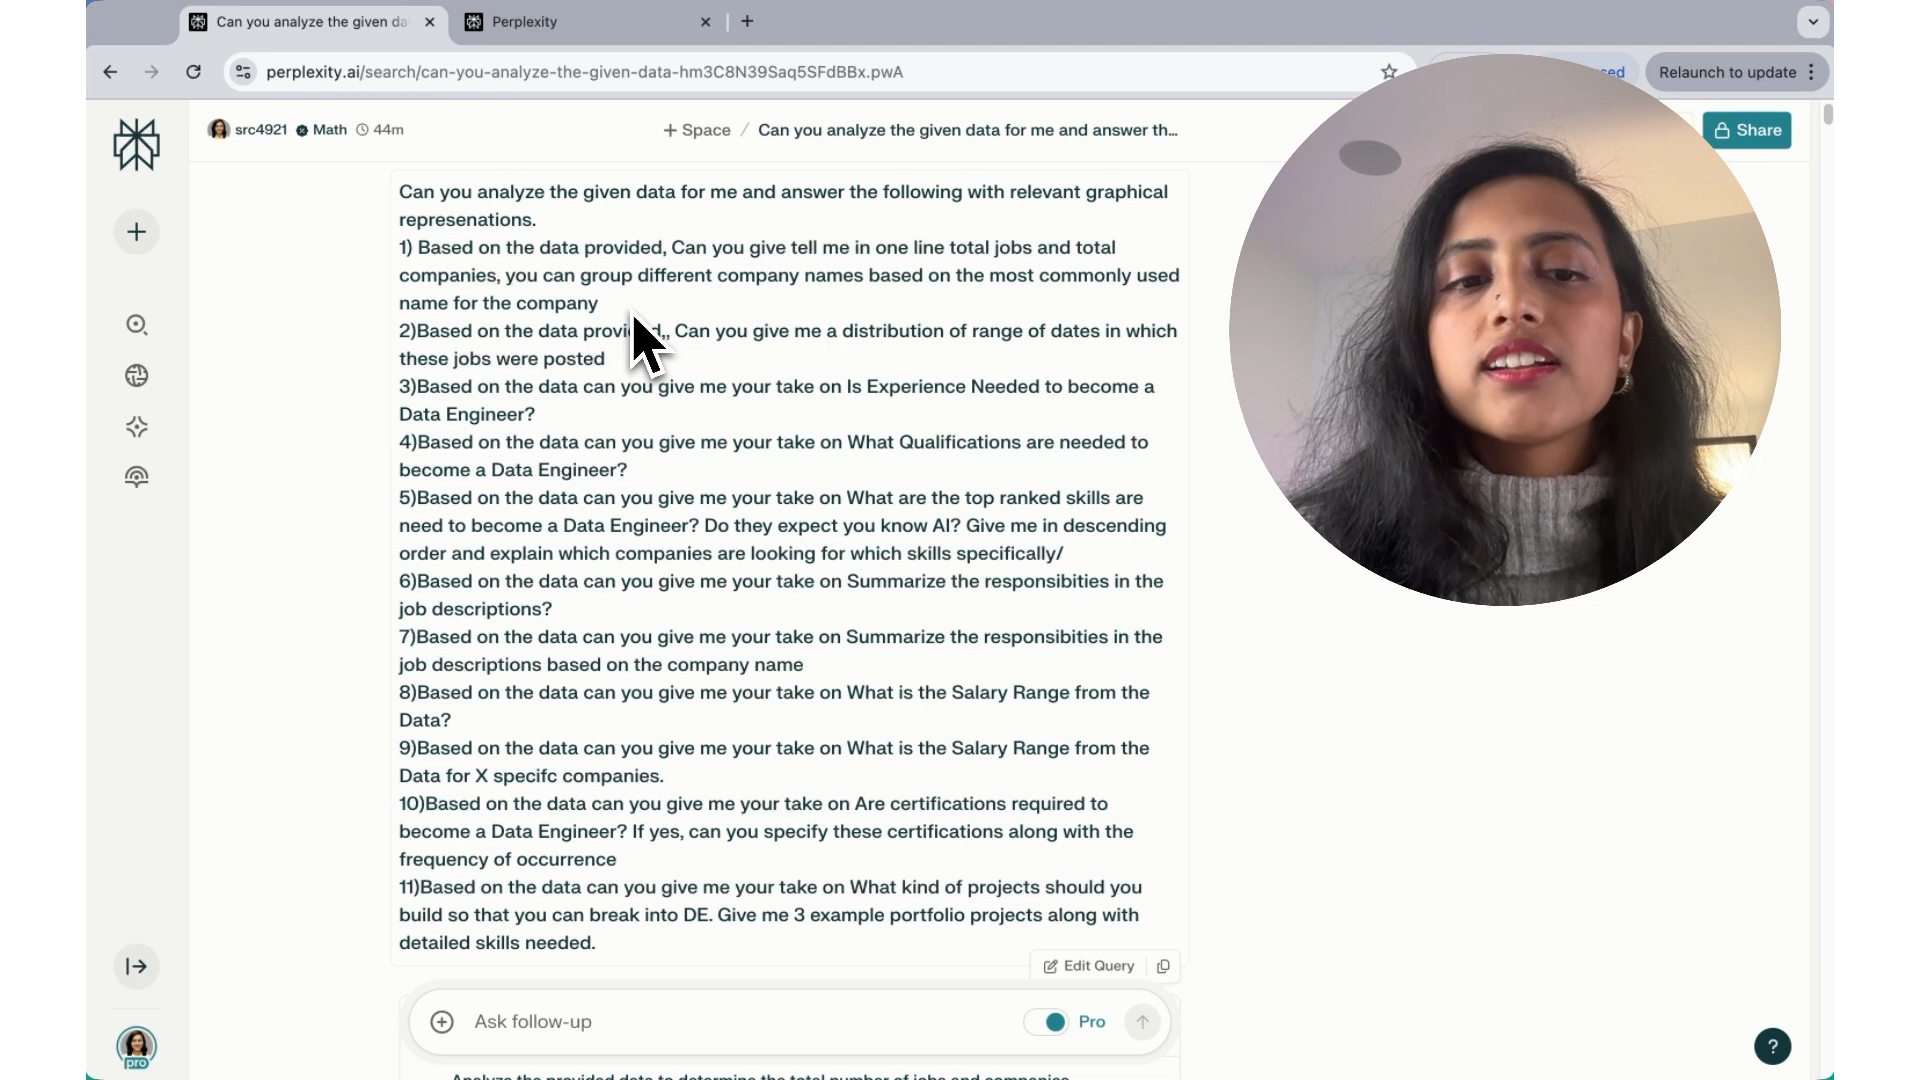 Can you analyze the given da
Perplexity
perplexity.ai/search/can-you-analyze-the-given-data-hm3C8N39Saq5SFdBBx.pwA
Relaunch to update
src4921 Math 44m
+ Space / Can you analyze the given data for me and answer th...
Share
Can you analyze the given data for me and answer the following with relevant graphical
represenations.
1) Based on the data provided, Can you give tell me in one line total jobs and total
companies, you can group different company names based on the most commonly used
name for the company
2)Based on the data ,, Can you give me a distribution of range of dates in which
these jobs were posted
3)Based on the data can you give me your take on Is Experience Needed to become a
Data Engineer?
4)Based on the data can you give me your take on What Qualifications are needed to
become a Data Engineer?
5)Based on the data can you give me your take on What are the top ranked skills are
need to become a Data Engineer? Do they expect you know AI? Give me in descending
order and explain which companies are looking for which skills specifically/
6)Based on the data can you give me your take on Summarize the responsibities in the
job descriptions?
7)Based on the data can you give me your take on Summarize the responsibities in the
job descriptions based on the company name
8)Based on the data can you give me your take on What is the Salary Range from the
Data?
9)Based on the data can you give me your take on What is the Salary Range from the
Data for X specifc companies.
10)Based on the data can you give me your take on Are certifications required to
become a Data Engineer? If yes, can you specify these certifications along with the
frequency of occurrence
11)Based on the data can you give me your take on What kind of projects should you
build so that you can break into DE. Give me 3 example portfolio projects along with
detailed skills needed.
Edit Query
Ask follow-up
Pro
pro
?
Analyze the provided data to determine the total number of jobs and companies